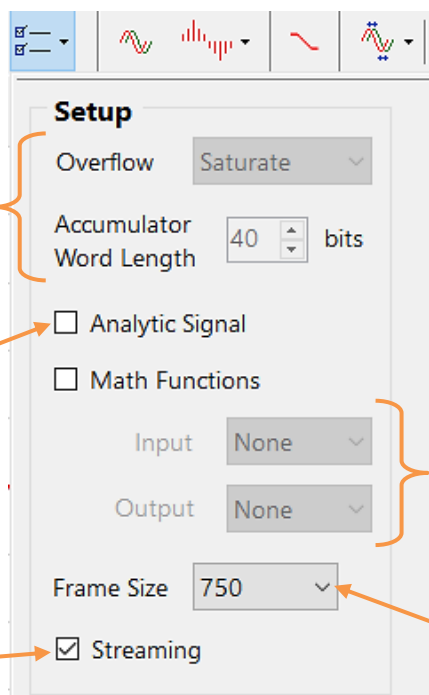 Setup
Overflow Saturate
Accumulator
Word Length 40 bits
Analytic Signal
Math Functions
Input None
Output None
Frame Size 750
Streaming